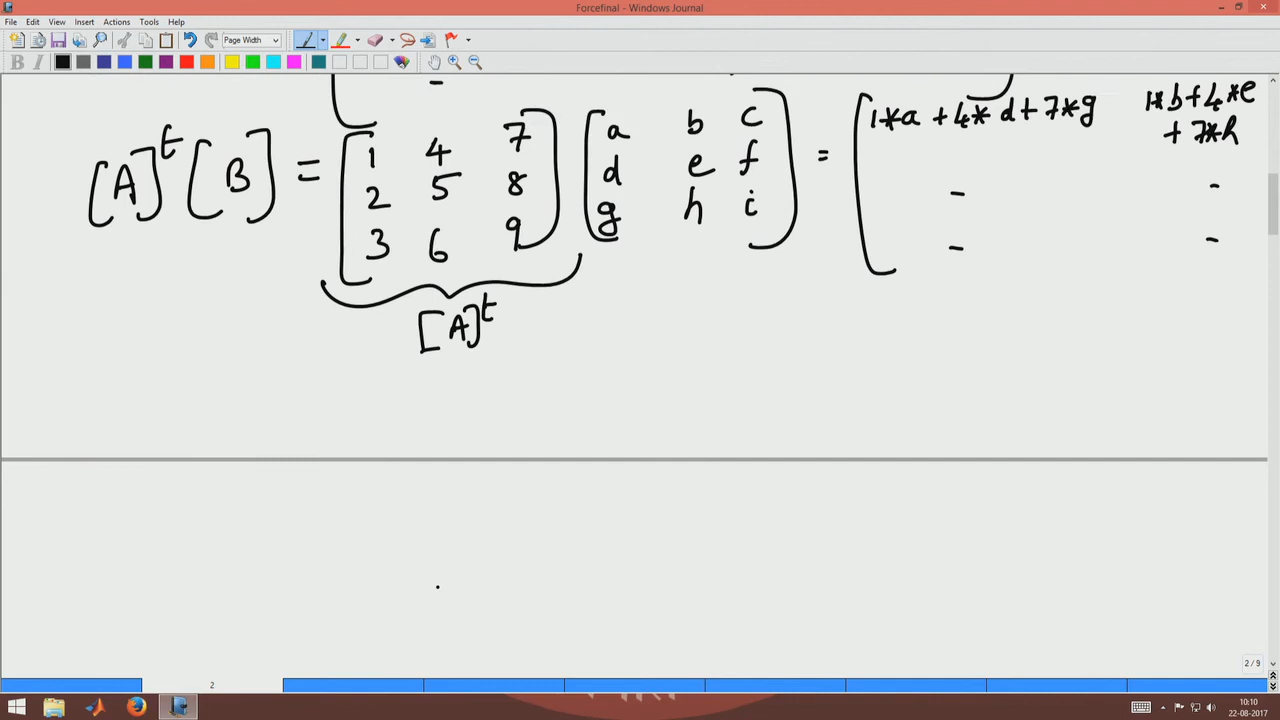 Forcefinal - Windows Journal
File Edit View Insert Actions Tools Help
Page Width
B I
[A]^t [B] = [1 4 7 [a b c = [1*a + 4*d + 7*g 1*b + 4*e + 7*h
2 5 8 d e f - -
3 6 9] g h i] - -
[A]^t
2/9
2
10:10
22-08-2017